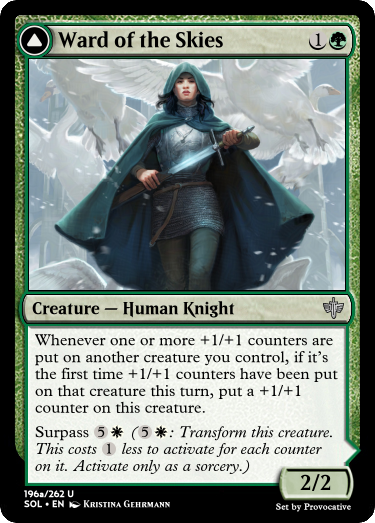 Ward of the Skies 1
Creature — Human Knight
Whenever one or more +1/+1 counters are
put on another creature you control, if it's
the first time +1/+1 counters have been put
on that creature this turn, put a +1/+1
counter on this creature.
Surpass 5 (5: Transform this creature.
This costs 1 less to activate for each counter
on it. Activate only as a sorcery.)
2/2
196a/262 U
SOL • EN Kristina Gehrmann
Set by Provocative